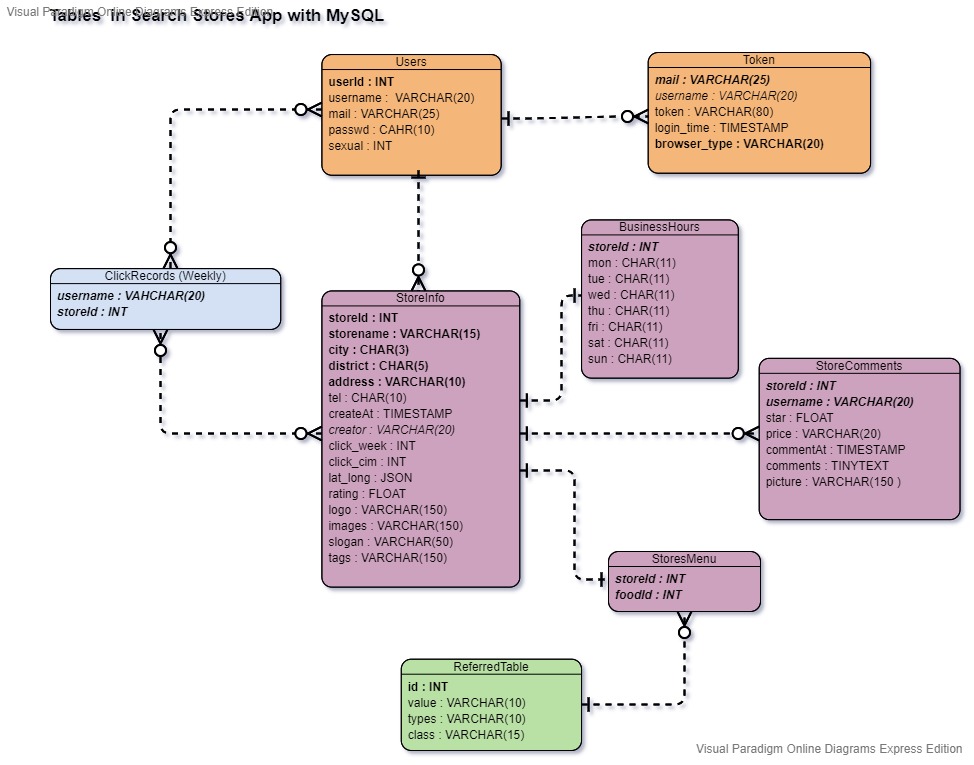 Visual Paradigm Online Diagrams Express Edition
Tables in Search Stores App with MySQL
Users
userId : INT
username : VARCHAR(20)
mail : VARCHAR(25)
passwd : CAHR(10)
sexual : INT
Token
mail : VARCHAR(25)
username : VARCHAR(20)
token : VARCHAR(80)
login_time : TIMESTAMP
browser_type : VARCHAR(20)
BusinessHours
storeId : INT
mon : CHAR(11)
tue : CHAR(11)
wed : CHAR(11)
thu : CHAR(11)
fri : CHAR(11)
sat : CHAR(11)
sun : CHAR(11)
ClickRecords (Weekly)
username : VAHCHAR(20)
storeId : INT
StoreInfo
storeId : INT
storename : VARCHAR(15)
city : CHAR(3)
district : CHAR(5)
address : VARCHAR(10)
tel : CHAR(10)
createAt : TIMESTAMP
creator : VARCHAR(20)
click_week : INT
click_cim : INT
lat_long : JSON
rating : FLOAT
logo : VARCHAR(150)
images : VARCHAR(150)
slogan : VARCHAR(50)
tags : VARCHAR(150)
StoreComments
storeId : INT
username : VARCHAR(20)
star : FLOAT
price : VARCHAR(20)
commentAt : TIMESTAMP
comments : TINYTEXT
picture : VARCHAR(150 )
StoresMenu
storeId : INT
foodId : INT
ReferredTable
id : INT
value : VARCHAR(10)
types : VARCHAR(10)
class : VARCHAR(15)
Visual Paradigm Online Diagrams Express Edition